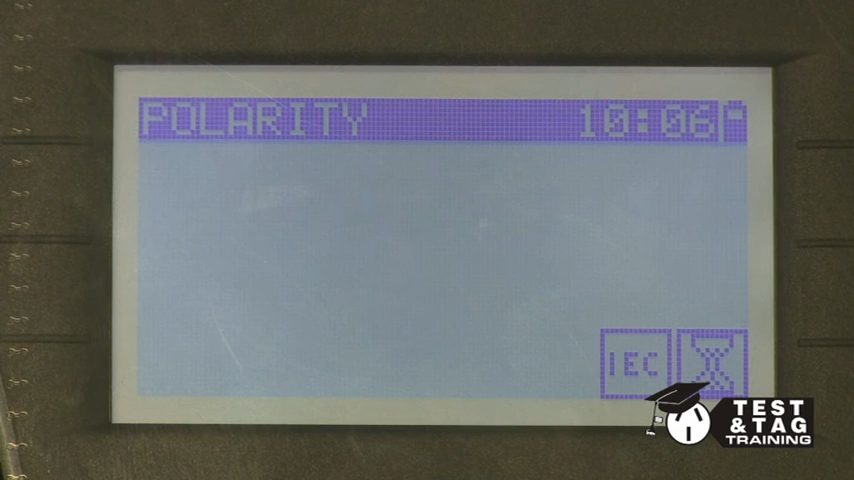 POLARITY 10:06
IEC
TEST
& TAG
TRAINING